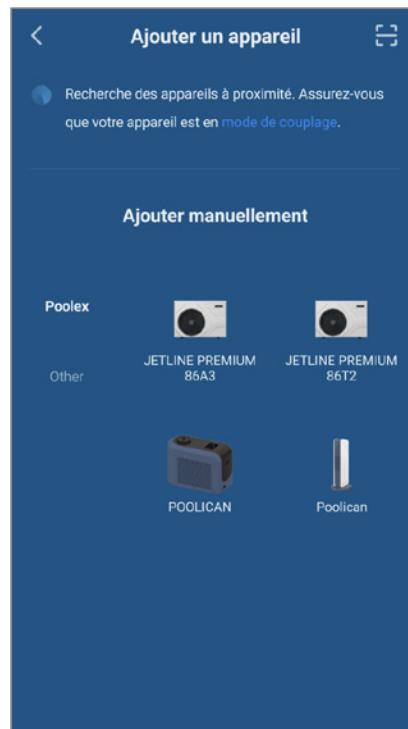 Ajouter un appareil
Recherche des appareils à proximité. Assurez-vous
que votre appareil est en mode de couplage.
Ajouter manuellement
Poolex
Other
JETLINE PREMIUM
86A3
JETLINE PREMIUM
86T2
POOLICAN
Poolican